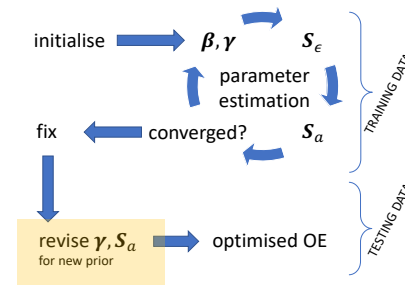 initialise
β, γ
S_ϵ
parameter
estimation
fix
converged?
S_a
TRAINING DATA
revise γ, S_a
for new prior
optimised OE
TESTING DATA